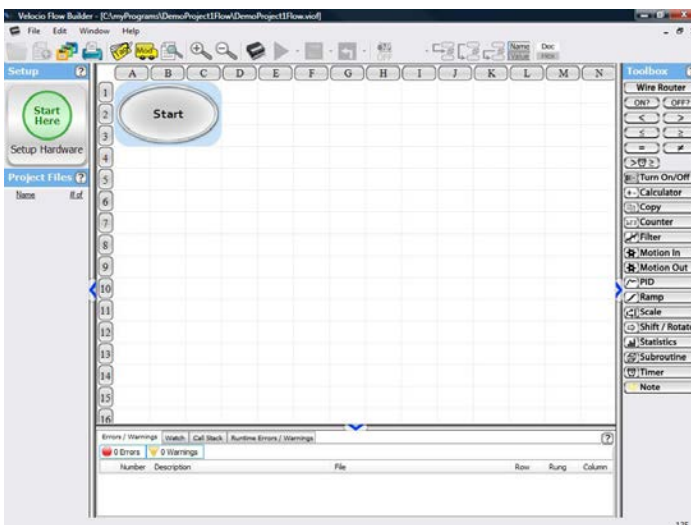 Velocio Flow Builder - [C:\myPrograms\DemoProject1Flow\DemoProject1Flow.viof]
File Edit Window Help
Name
Value
Doc
Setup ?
A B C D E F G H I J K L M N
Toolbox
Start
Here
Setup Hardware
Project Files ?
Name
1
2
3
4
5
6
7
8
9
10
11
12
13
14
15
16
Start
Wire Router
ON? OFF?
< >
≤ ≥
= ≠
Turn On/Off
Calculator
Copy
Counter
Filter
Motion In
Motion Out
PID
Ramp
Scale
Shift / Rotate
Statistics
Subroutine
Timer
Note
Errors / Warnings Watch Call Stack Runtime Errors / Warnings ?
0 Errors 0 Warnings
Number Description File Row Rung Column
125